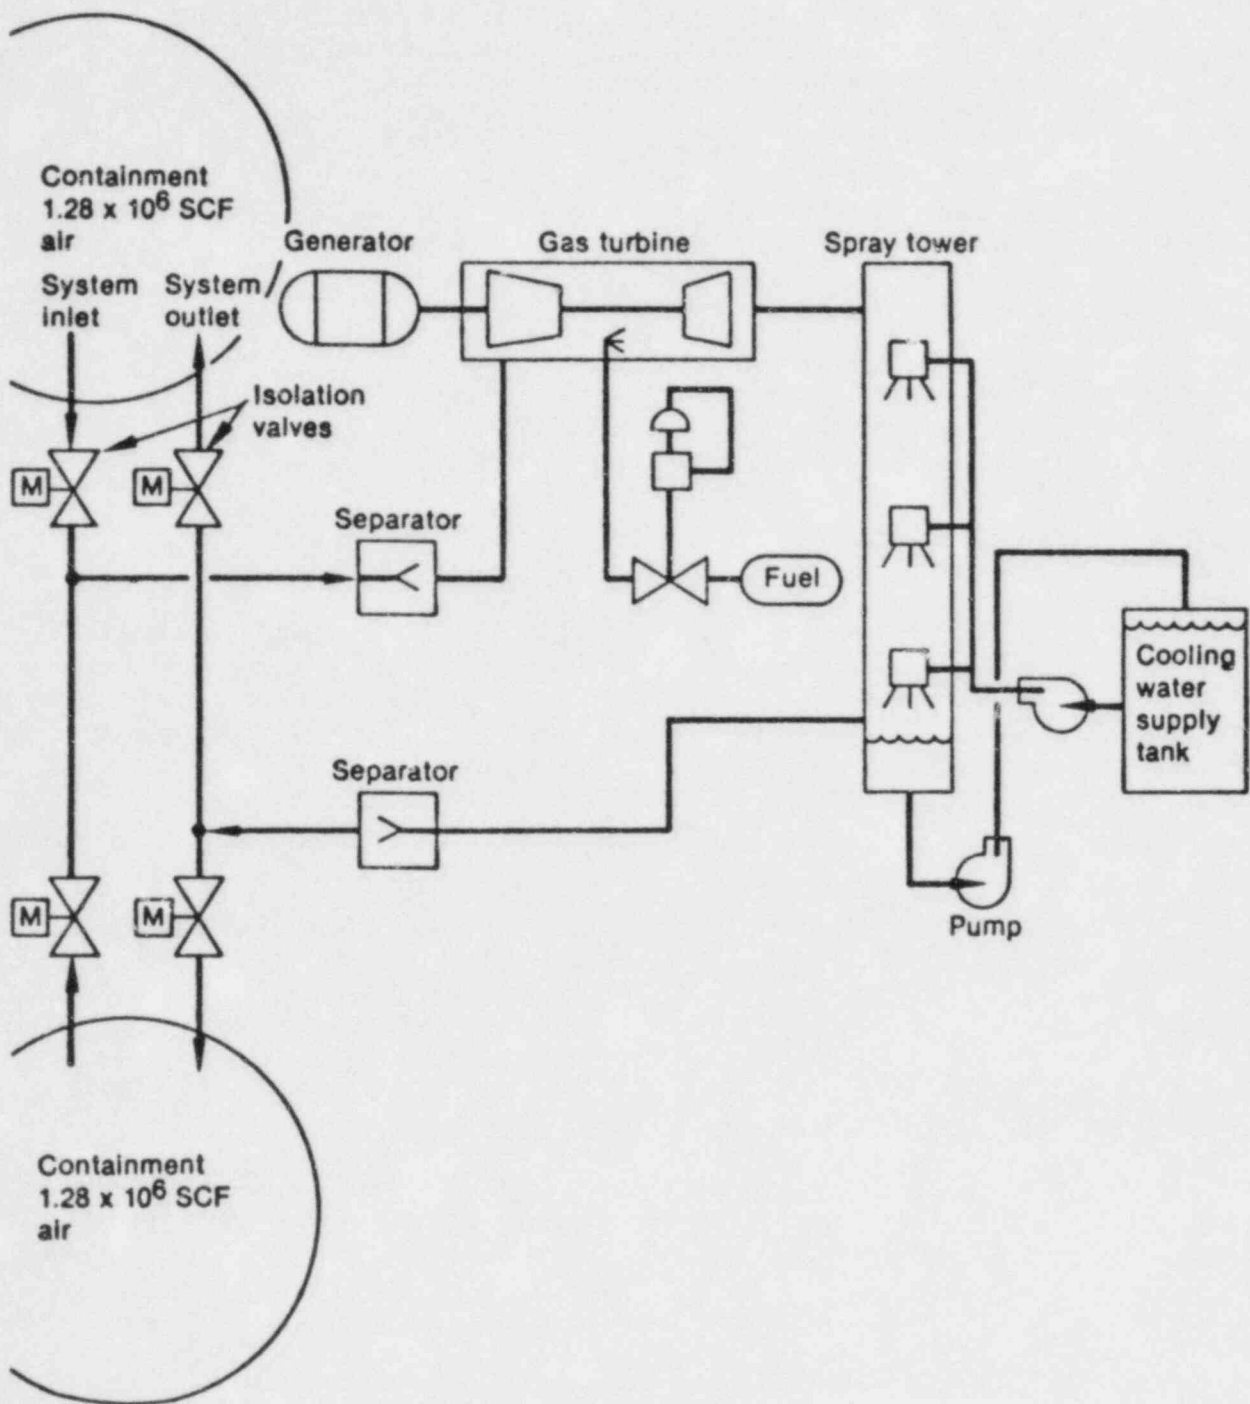 Containment
1.28 x 10⁶ SCF
air
System
inlet
System
outlet
Generator
Gas turbine
Spray tower
Isolation
valves
M
M
Separator
Fuel
Cooling
water
supply
tank
Separator
M
M
Pump
Containment
1.28 x 10⁶ SCF
air